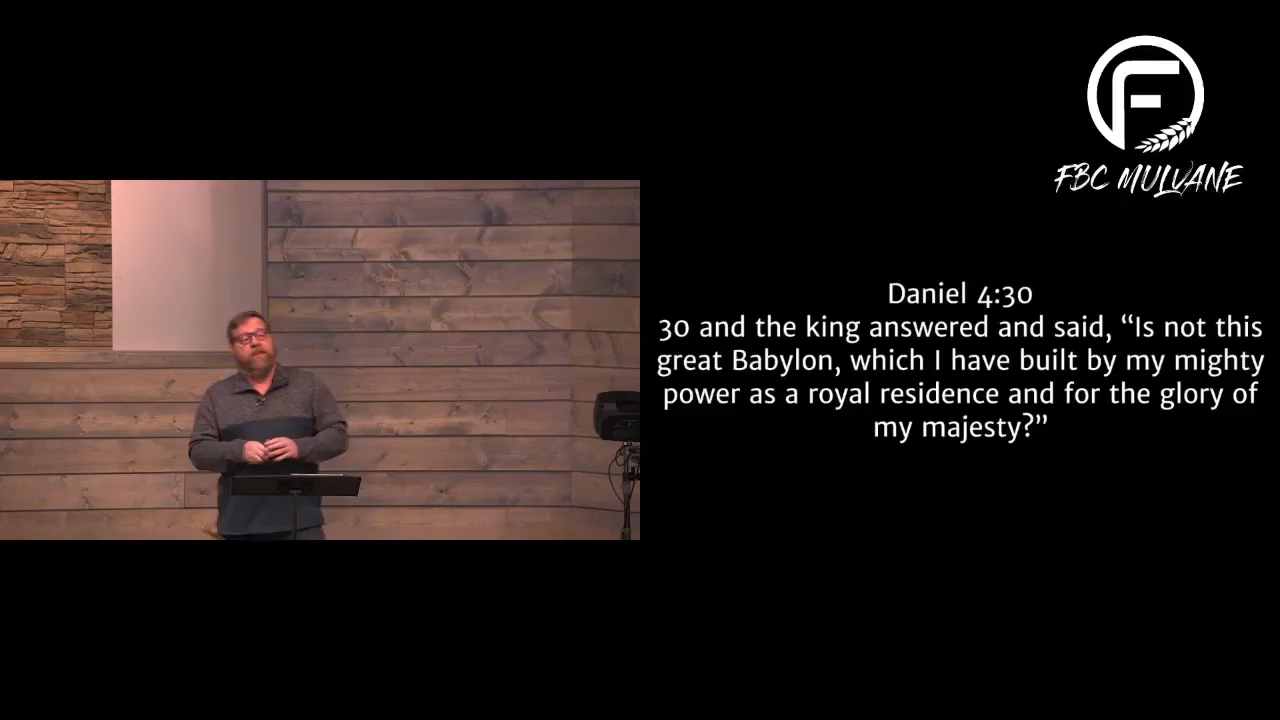 F
FBC MULVANE
Daniel 4:30
30 and the king answered and said, “Is not this
great Babylon, which I have built by my mighty
power as a royal residence and for the glory of
my majesty?”